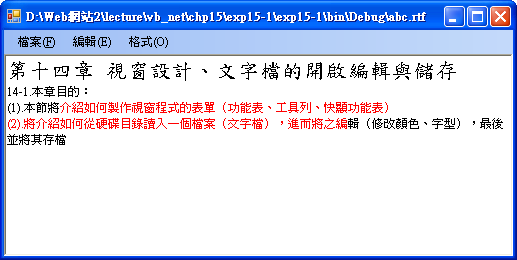 D:\Web網站2\lecture\vb_net\chp15\exp15-1\exp15-1\bin\Debug\abc.rtf
檔案(F) 編輯(E) 格式(O)
第十四章 視窗設計、文字檔的開啟編輯與儲存
14-1.本章目的：
(1).本節將介紹如何製作視窗程式的表單（功能表、工具列、快顯功能表）
(2).將介紹如何從硬碟目錄讀入一個檔案（文字檔），進而將之編輯（修改顏色、字型），最後
並將其存檔